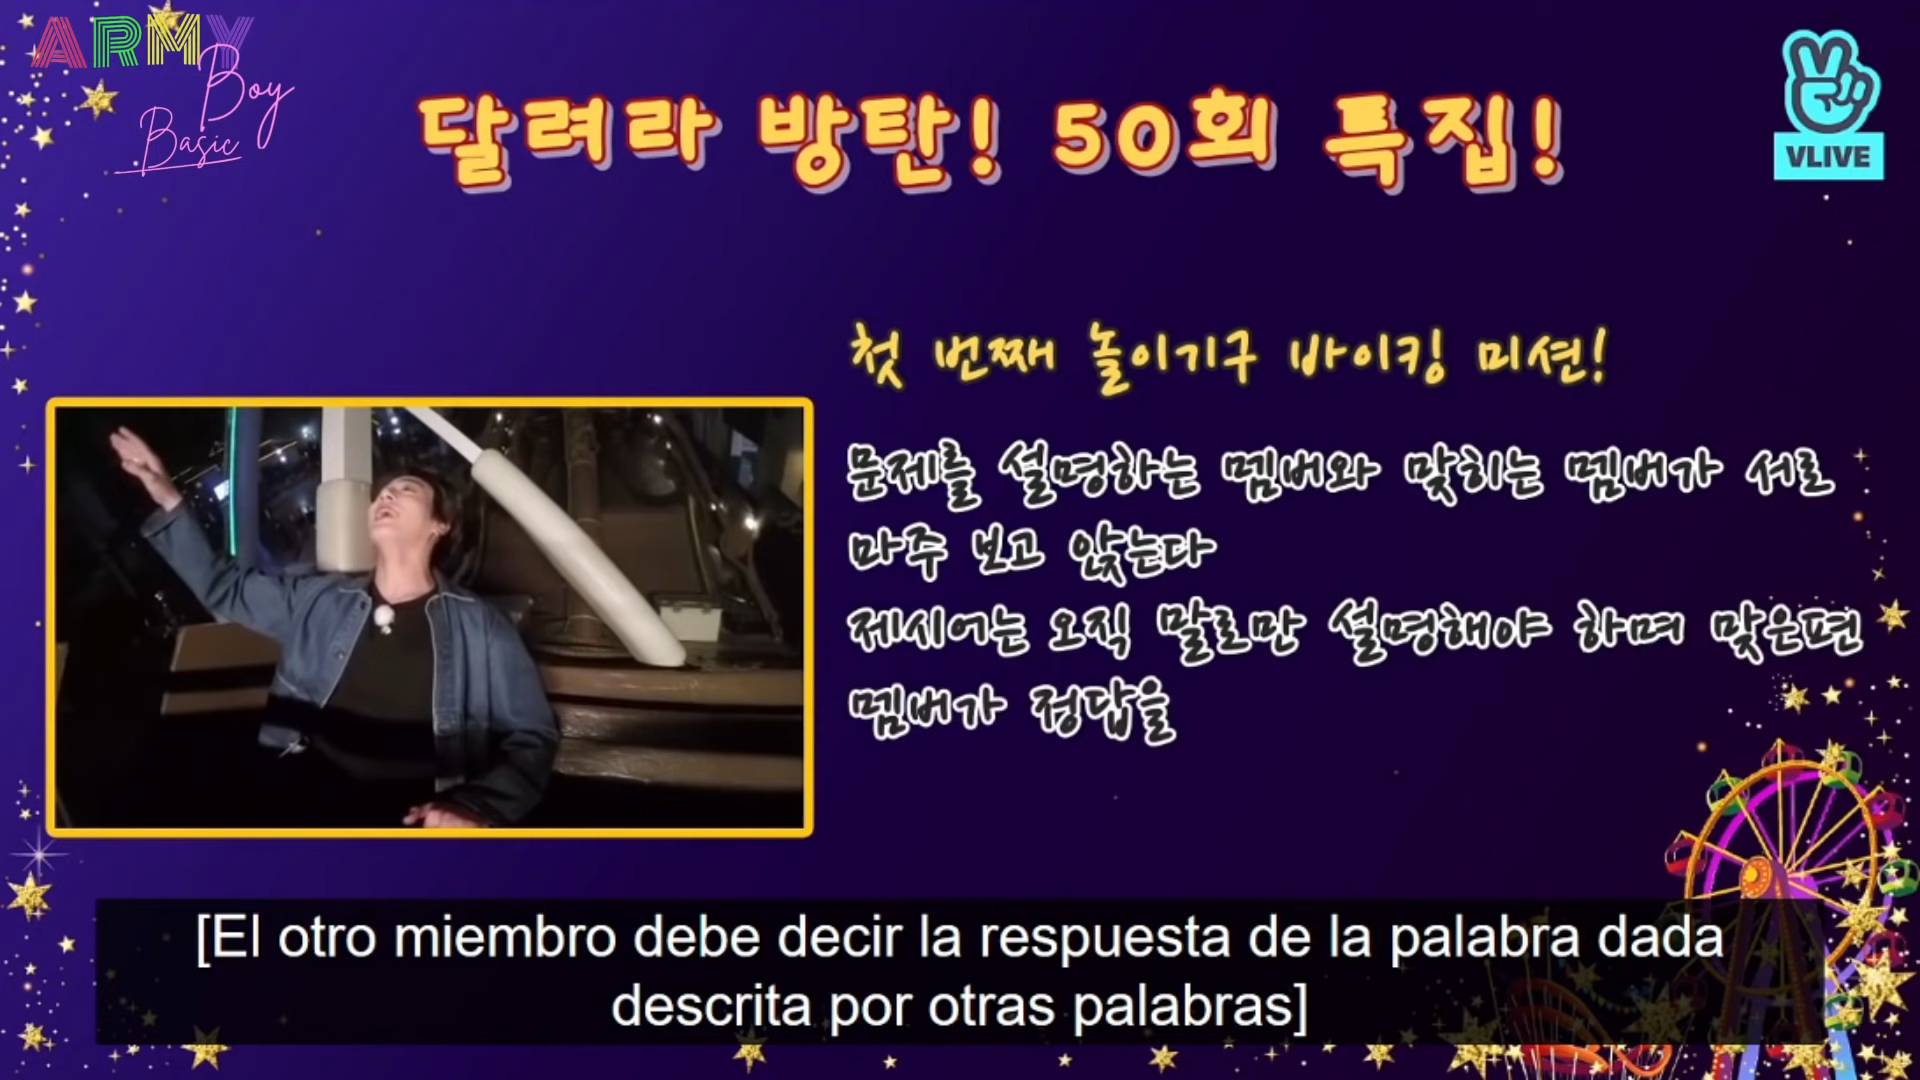 ARMY
Boy
Basic
달려라 방탄! 50회 특집!
VLIVE
첫 번째 놀이기구 바이킹 미션!
문제를 설명하는 멤버와 맞히는 멤버가 서로
마주 보고 앉는다
제시어는 오직 말로만 설명해야 하며 맞은편
멤버가 정답을
[El otro miembro debe decir la respuesta de la palabra dada
descrita por otras palabras]